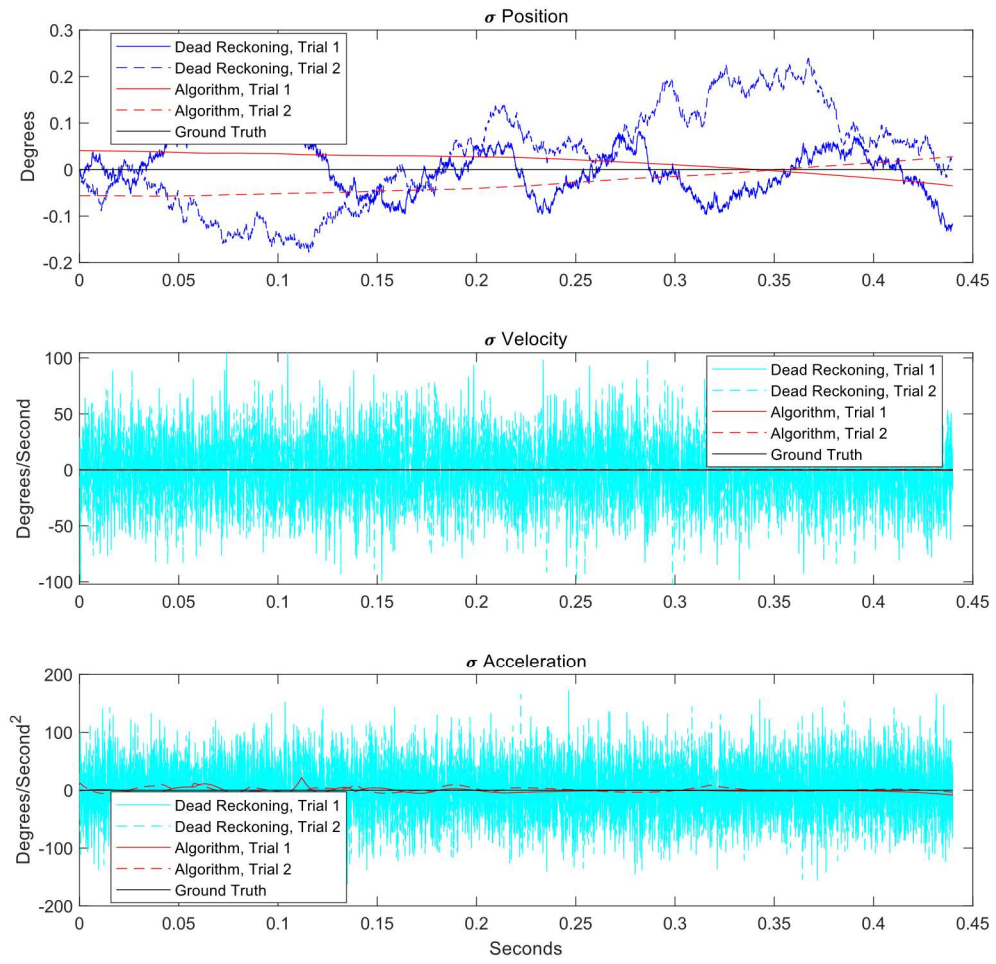 σ Position
0.3
0.2
0.1
0
-0.1
-0.2
Degrees
Dead Reckoning, Trial 1
Dead Reckoning, Trial 2
Algorithm, Trial 1
Algorithm, Trial 2
Ground Truth
0 0.05 0.1 0.15 0.2 0.25 0.3 0.35 0.4 0.45
σ Velocity
100
50
0
-50
-100
Degrees/Second
Dead Reckoning, Trial 1
Dead Reckoning, Trial 2
Algorithm, Trial 1
Algorithm, Trial 2
Ground Truth
0 0.05 0.1 0.15 0.2 0.25 0.3 0.35 0.4 0.45
σ Acceleration
200
100
0
-100
-200
Degrees/Second²
Dead Reckoning, Trial 1
Dead Reckoning, Trial 2
Algorithm, Trial 1
Algorithm, Trial 2
Ground Truth
0 0.05 0.1 0.15 0.2 0.25 0.3 0.35 0.4 0.45
Seconds